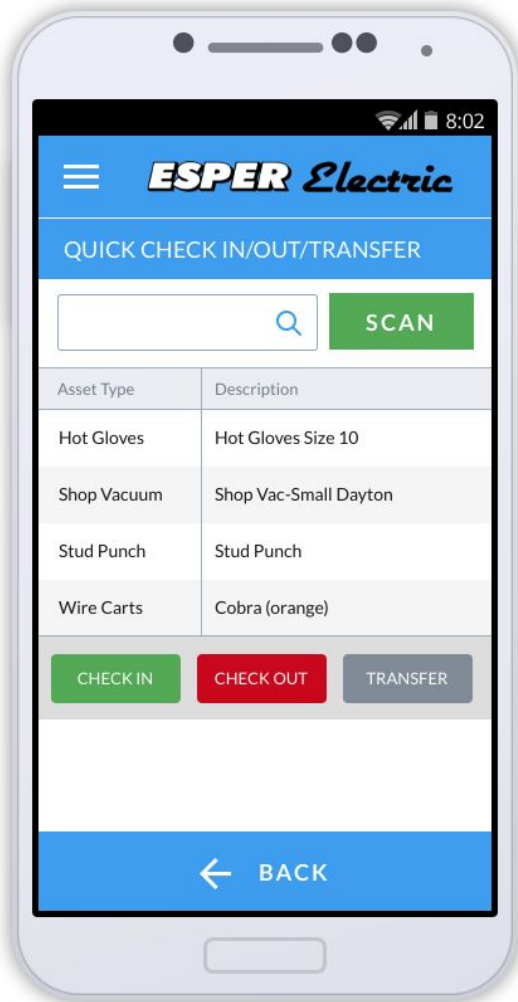 8:02
ESPER Electric
QUICK CHECK IN/OUT/TRANSFER
SCAN
Asset Type Description
Hot Gloves Hot Gloves Size 10
Shop Vacuum Shop Vac-Small Dayton
Stud Punch Stud Punch
Wire Carts Cobra (orange)
CHECK IN CHECK OUT TRANSFER
BACK